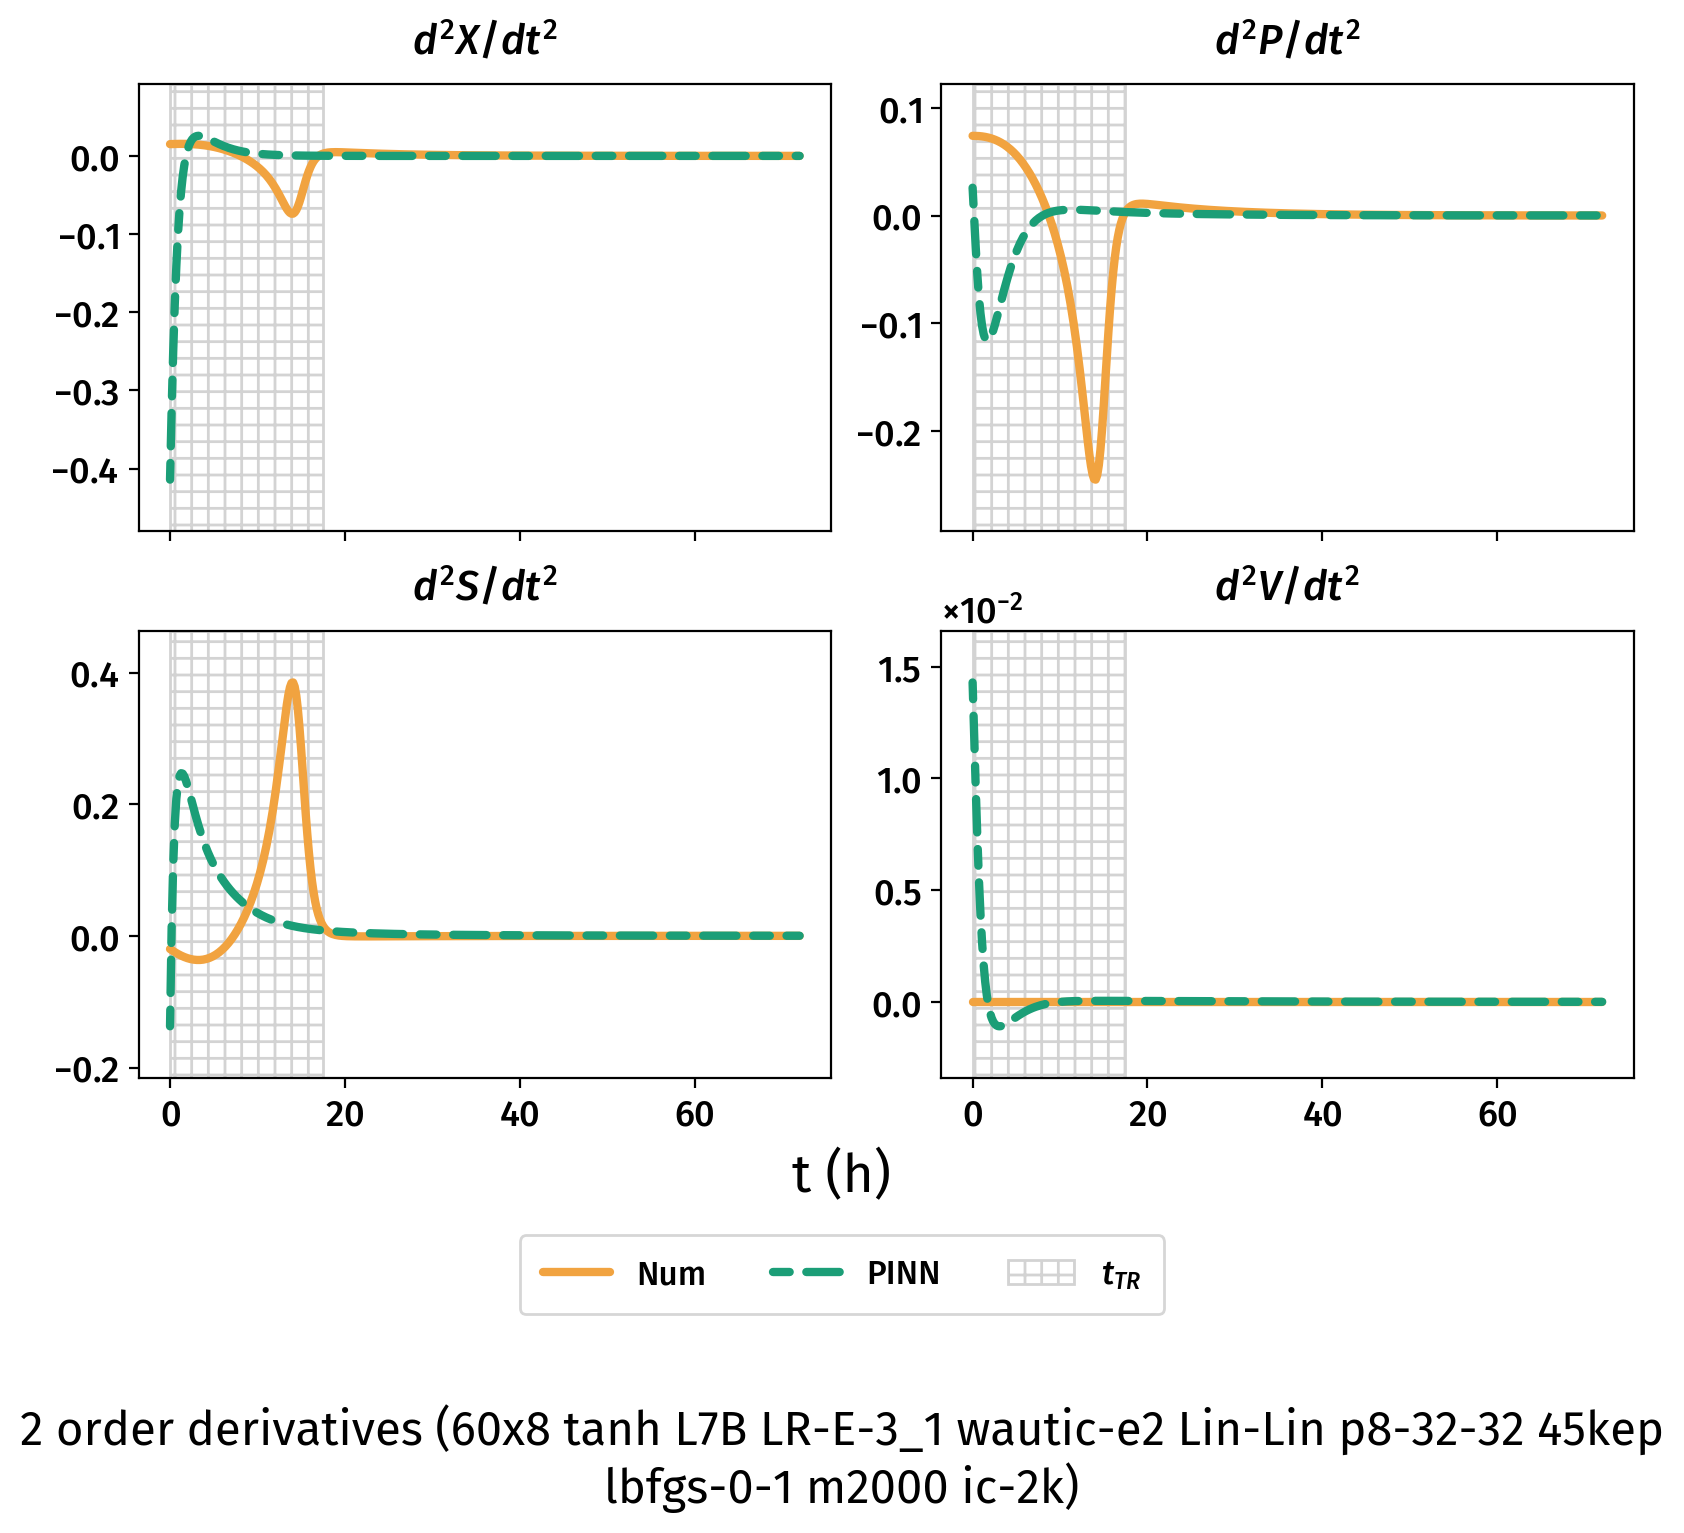 d²X/dt²
d²P/dt²
0.0
−0.1
−0.2
−0.3
−0.4
0.1
0.0
−0.1
−0.2
d²S/dt²
d²V/dt²
×10⁻²
0.4
0.2
0.0
−0.2
1.5
1.0
0.5
0.0
0 20 40 60
0 20 40 60
t (h)
Num PINN t_TR
2 order derivatives (60x8 tanh L7B LR-E-3_1 wautic-e2 Lin-Lin p8-32-32 45kep
lbfgs-0-1 m2000 ic-2k)